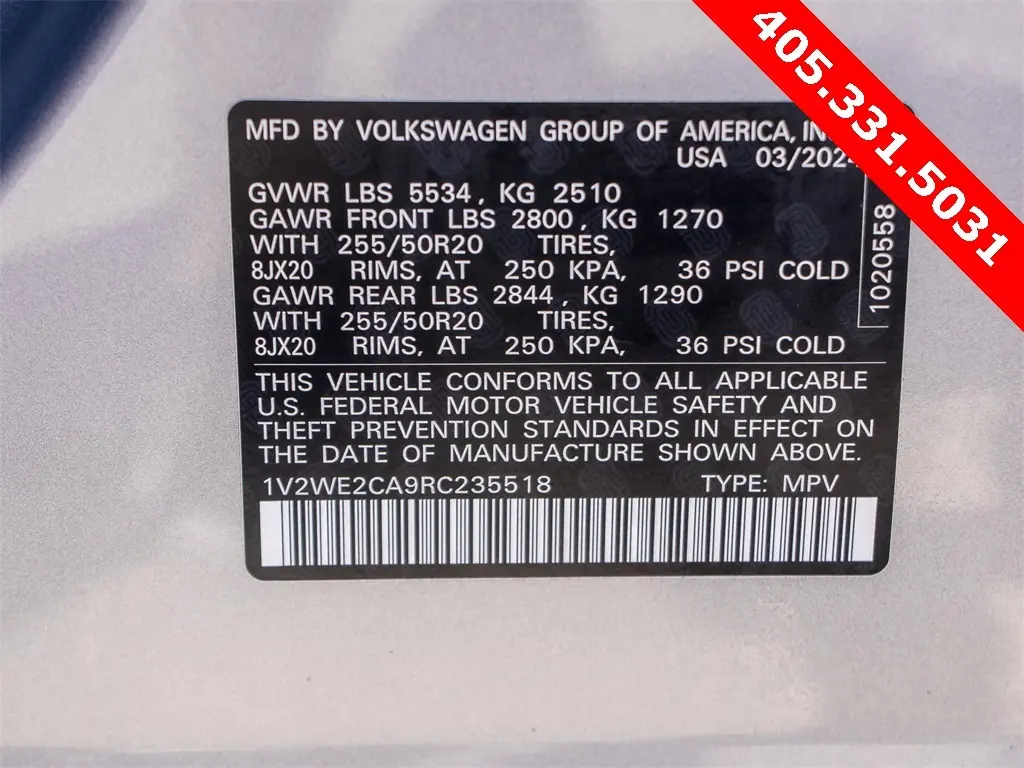 405.331.5031
MFD BY VOLKSWAGEN GROUP OF AMERICA,
USA 03/2024
GVWR LBS 5534, KG 2510
GAWR FRONT LBS 2800, KG 1270
WITH 255/50R20 TIRES,
8JX20 RIMS, AT 250 KPA, 36 PSI COLD
GAWR REAR LBS 2844, KG 1290
WITH 255/50R20 TIRES,
8JX20 RIMS, AT 250 KPA, 36 PSI COLD
1020558
THIS VEHICLE CONFORMS TO ALL APPLICABLE
U.S. FEDERAL MOTOR VEHICLE SAFETY AND
THEFT PREVENTION STANDARDS IN EFFECT ON
THE DATE OF MANUFACTURE SHOWN ABOVE.
1V2WE2CA9RC235518 TYPE: MPV